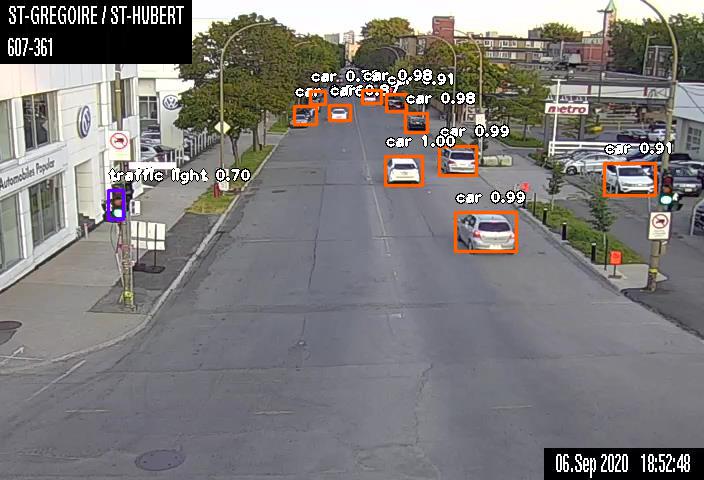 ST-GREGOIRE / ST-HUBERT
607-361
car 0.98
car 0.98
car 0.99
car 1.00
car 0.91
traffic light 0.70
car 0.99
metro
Automobiles Popular
06.Sep 2020 18:52:48